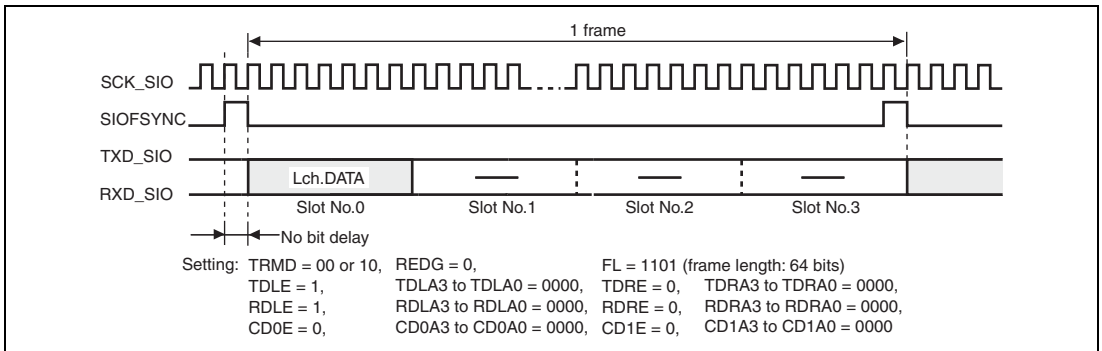 1 frame
SCK_SIO
SIOFSYNC
TXD_SIO
RXD_SIO
Lch.DATA
Slot No.0 Slot No.1 Slot No.2 Slot No.3
No bit delay
Setting: TRMD = 00 or 10, REDG = 0, FL = 1101 (frame length: 64 bits)
TDLE = 1, TDLA3 to TDLA0 = 0000, TDRE = 0, TDRA3 to TDRA0 = 0000,
RDLE = 1, RDLA3 to RDLA0 = 0000, RDRE = 0, RDRA3 to RDRA0 = 0000,
CD0E = 0, CD0A3 to CD0A0 = 0000, CD1E = 0, CD1A3 to CD1A0 = 0000